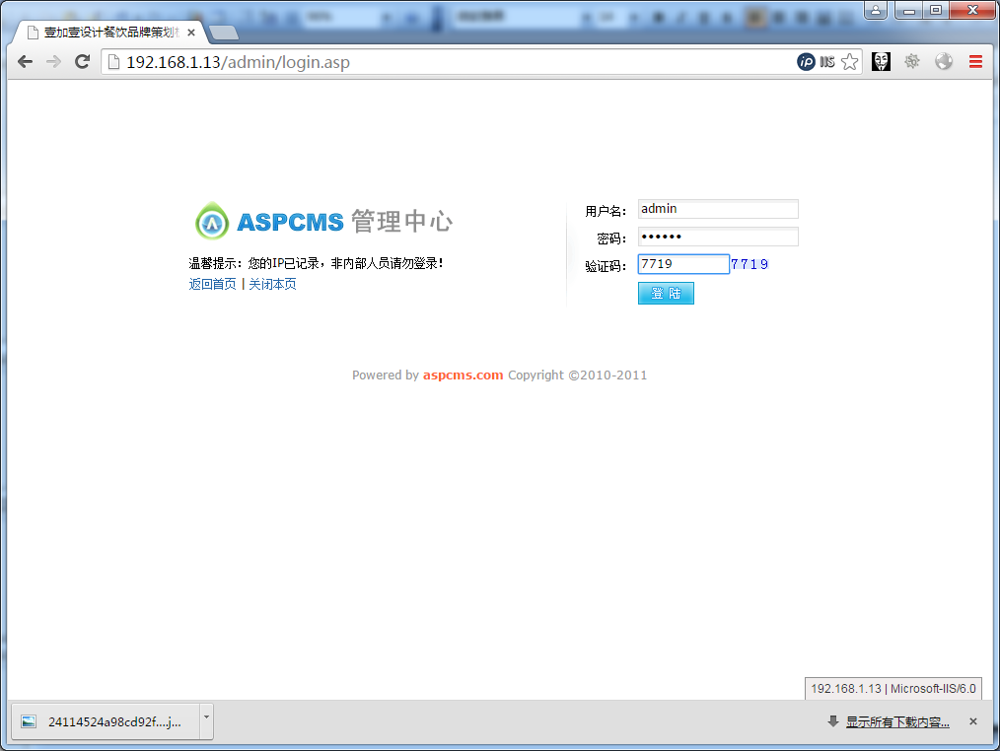 壹加壹设计餐饮品牌策划
192.168.1.13/admin/login.asp
ip IIS
ASPCMS 管理中心
温馨提示：您的IP已记录，非内部人员请勿登录！
返回首页 | 关闭本页
用户名： admin
密码： ••••••
验证码： 7719 7719
登 陆
Powered by aspcms.com Copyright ©2010-2011
192.168.1.13 | Microsoft-IIS/6.0
24114524a98cd92f....j...
显示所有下载内容...